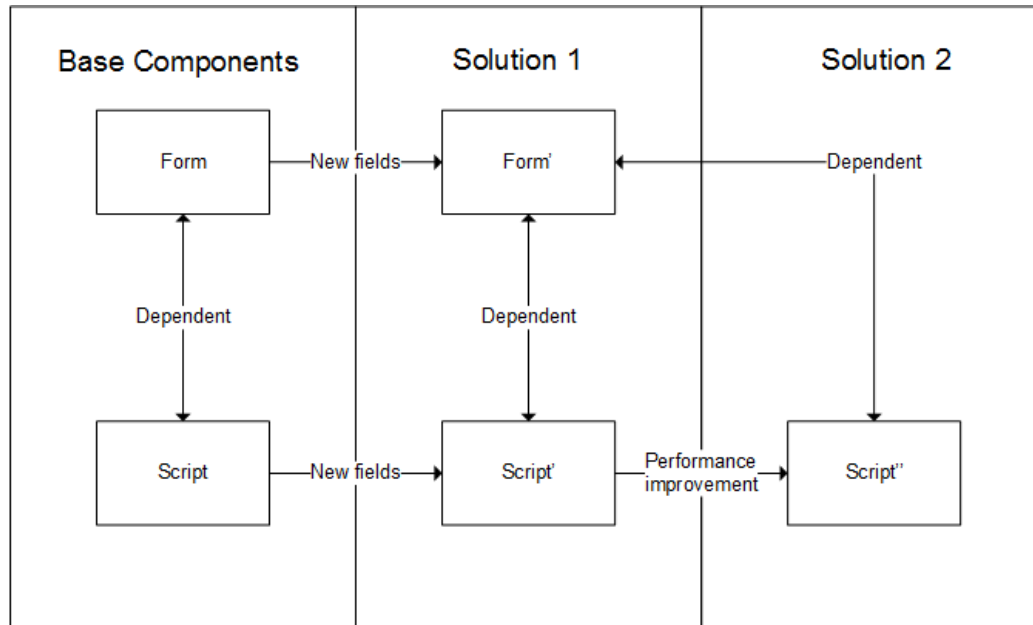 Base Components
Solution 1
Solution 2
Form
New fields
Form'
Dependent
Dependent
Dependent
Script
New fields
Script'
Performance
improvement
Script''